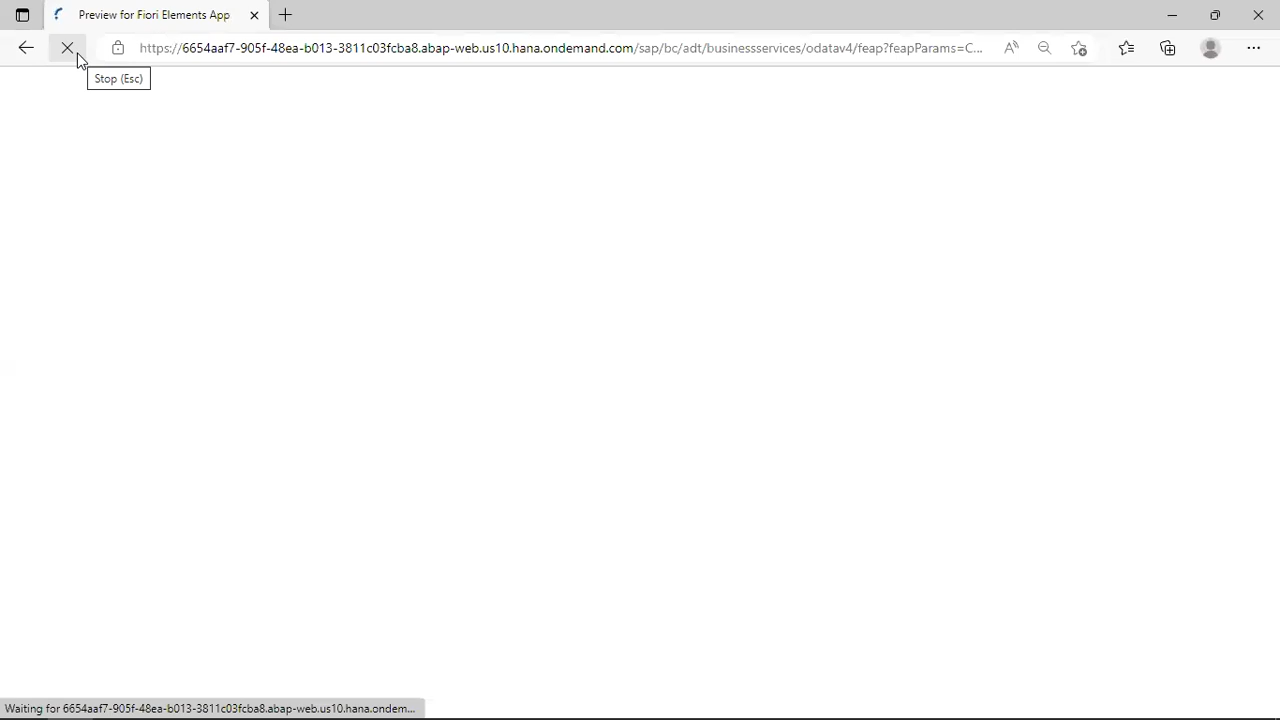 Preview for Fiori Elements App
https://6654aaf7-905f-48ea-b013-3811c03fcba8.abap-web.us10.hana.ondemand.com/sap/bc/adt/businessservices/odatav4/feap?feapParams=C...
Stop (Esc)
Waiting for 6654aaf7-905f-48ea-b013-3811c03fcba8.abap-web.us10.hana.ondem...